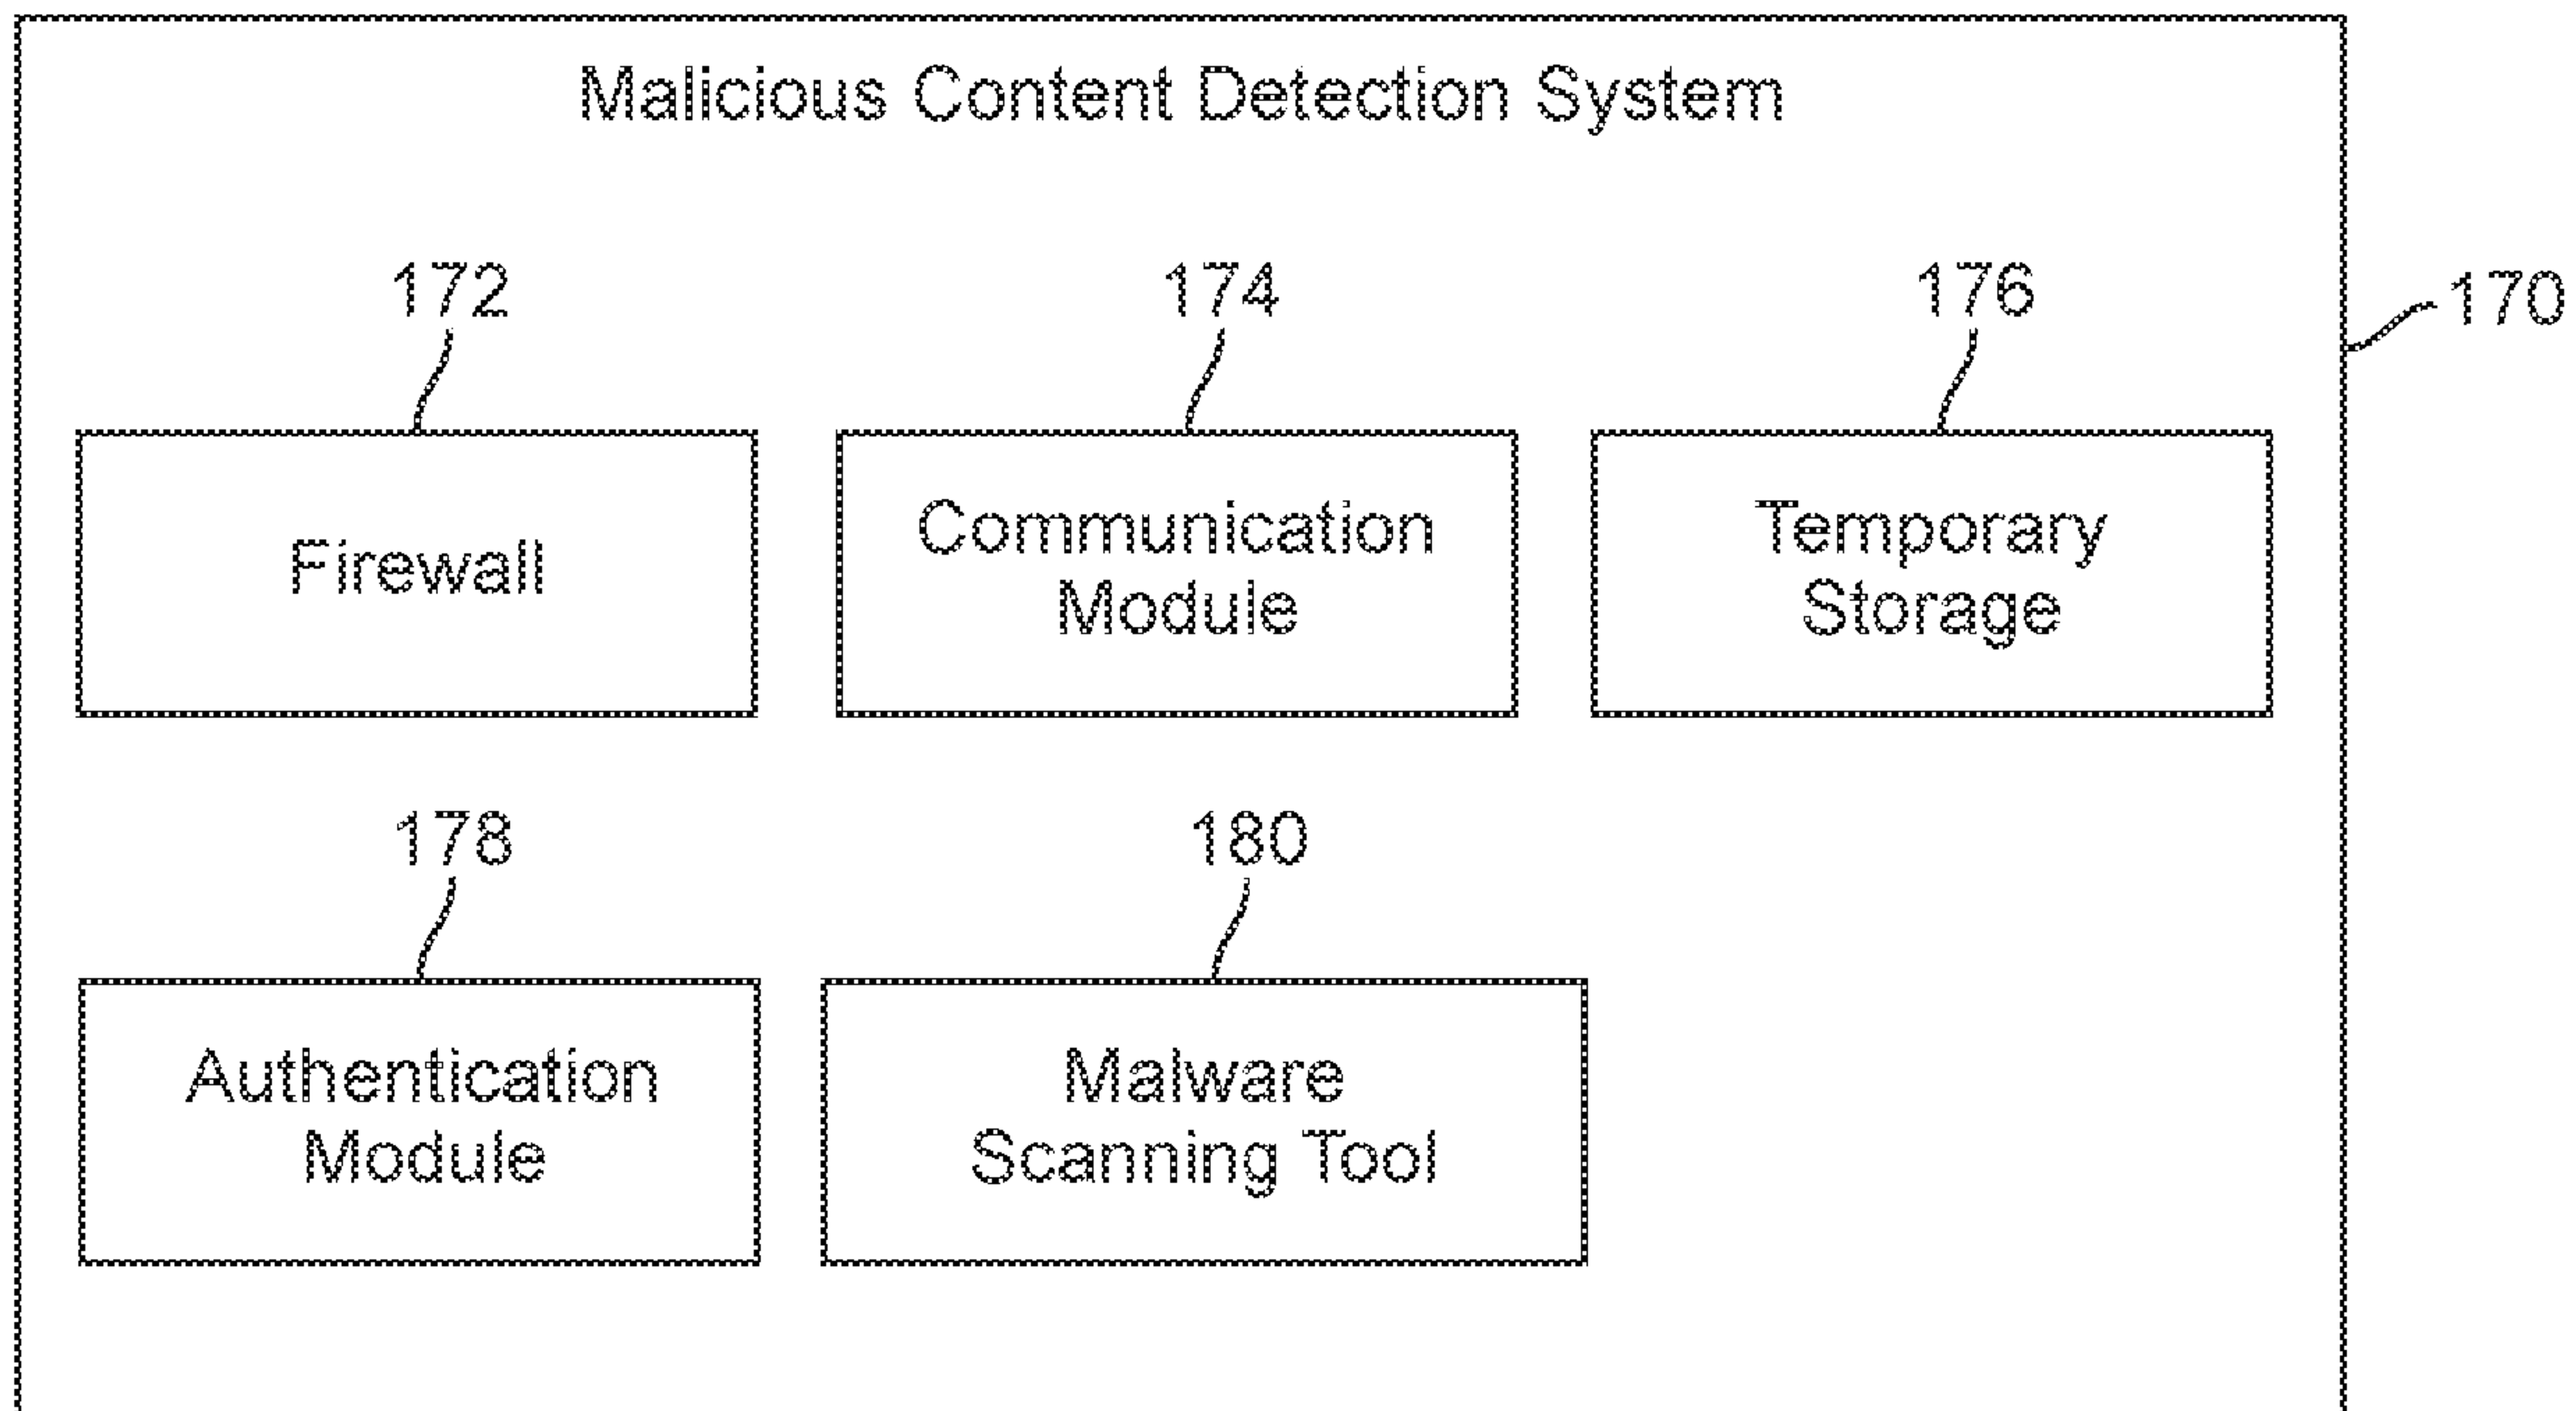 Malicious Content Detection System
172
174
176
170
Firewall
Communication
Module
Temporary
Storage
178
180
Authentication
Module
Malware
Scanning Tool